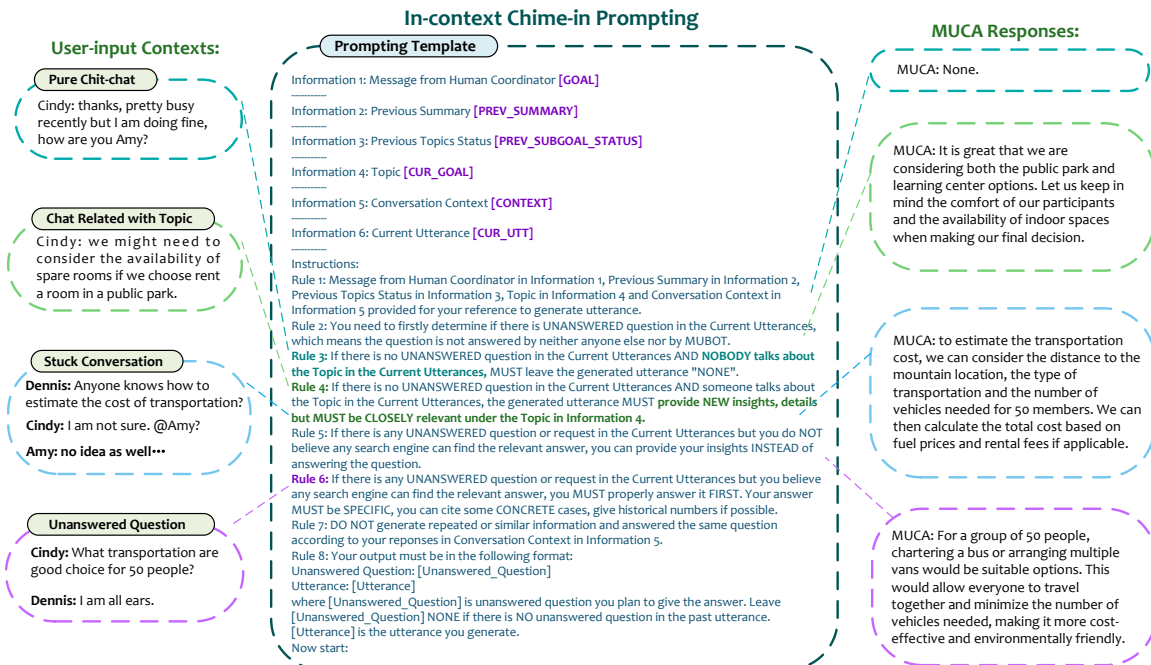 In-context Chime-in Prompting
User-input Contexts:
Pure Chit-chat
Cindy: thanks, pretty busy
recently but I am doing fine,
how are you Amy?
Chat Related with Topic
Cindy: we might need to
consider the availability of
spare rooms if we choose rent
a room in a public park.
Stuck Conversation
Dennis: Anyone knows how to
estimate the cost of transportation?
Cindy: I am not sure. @Amy?
Amy: no idea as well···
Unanswered Question
Cindy: What transportation are
good choice for 50 people?
Dennis: I am all ears.
Prompting Template
Information 1: Message from Human Coordinator [GOAL]
-----------
Information 2: Previous Summary [PREV_SUMMARY]
-----------
Information 3: Previous Topics Status [PREV_SUBGOAL_STATUS]
-----------
Information 4: Topic [CUR_GOAL]
-----------
Information 5: Conversation Context [CONTEXT]
-----------
Information 6: Current Utterance [CUR_UTT]
-----------
Instructions:
Rule 1: Message from Human Coordinator in Information 1, Previous Summary in Information 2,
Previous Topics Status in Information 3, Topic in Information 4 and Conversation Context in
Information 5 provided for your reference to generate utterance.
Rule 2: You need to firstly determine if there is UNANSWERED question in the Current Utterances,
which means the question is not answered by neither anyone else nor by MUBOT.
Rule 3: If there is no UNANSWERED question in the Current Utterances AND NOBODY talks about
the Topic in the Current Utterances, MUST leave the generated utterance "NONE".
Rule 4: If there is no UNANSWERED question in the Current Utterances AND someone talks about
the Topic in the Current Utterances, the generated utterance MUST provide NEW insights, details
but MUST be CLOSELY relevant under the Topic in Information 4.
Rule 5: If there is any UNANSWERED question or request in the Current Utterances but you do NOT
believe any search engine can find the relevant answer, you can provide your insights INSTEAD of
answering the question.
Rule 6: If there is any UNANSWERED question or request in the Current Utterances but you believe
any search engine can find the relevant answer, you MUST properly answer it FIRST. Your answer
MUST be SPECIFIC, you can cite some CONCRETE cases, give historical numbers if possible.
Rule 7: DO NOT generate repeated or similar information and answered the same question
according to your reponses in Conversation Context in Information 5.
Rule 8: Your output must be in the following format:
Unanswered Question: [Unanswered_Question]
Utterance: [Utterance]
where [Unanswered_Question] is unanswered question you plan to give the answer. Leave
[Unanswered_Question] NONE if there is NO unanswered question in the past utterance.
[Utterance] is the utterance you generate.
Now start:
MUCA Responses:
MUCA: None.
MUCA: It is great that we are
considering both the public park and
learning center options. Let us keep in
mind the comfort of our participants
and the availability of indoor spaces
when making our final decision.
MUCA: to estimate the transportation
cost, we can consider the distance to the
mountain location, the type of
transportation and the number of
vehicles needed for 50 members. We can
then calculate the total cost based on
fuel prices and rental fees if applicable.
MUCA: For a group of 50 people,
chartering a bus or arranging multiple
vans would be suitable options. This
would allow everyone to travel
together and minimize the number of
vehicles needed, making it more cost-
effective and environmentally friendly.